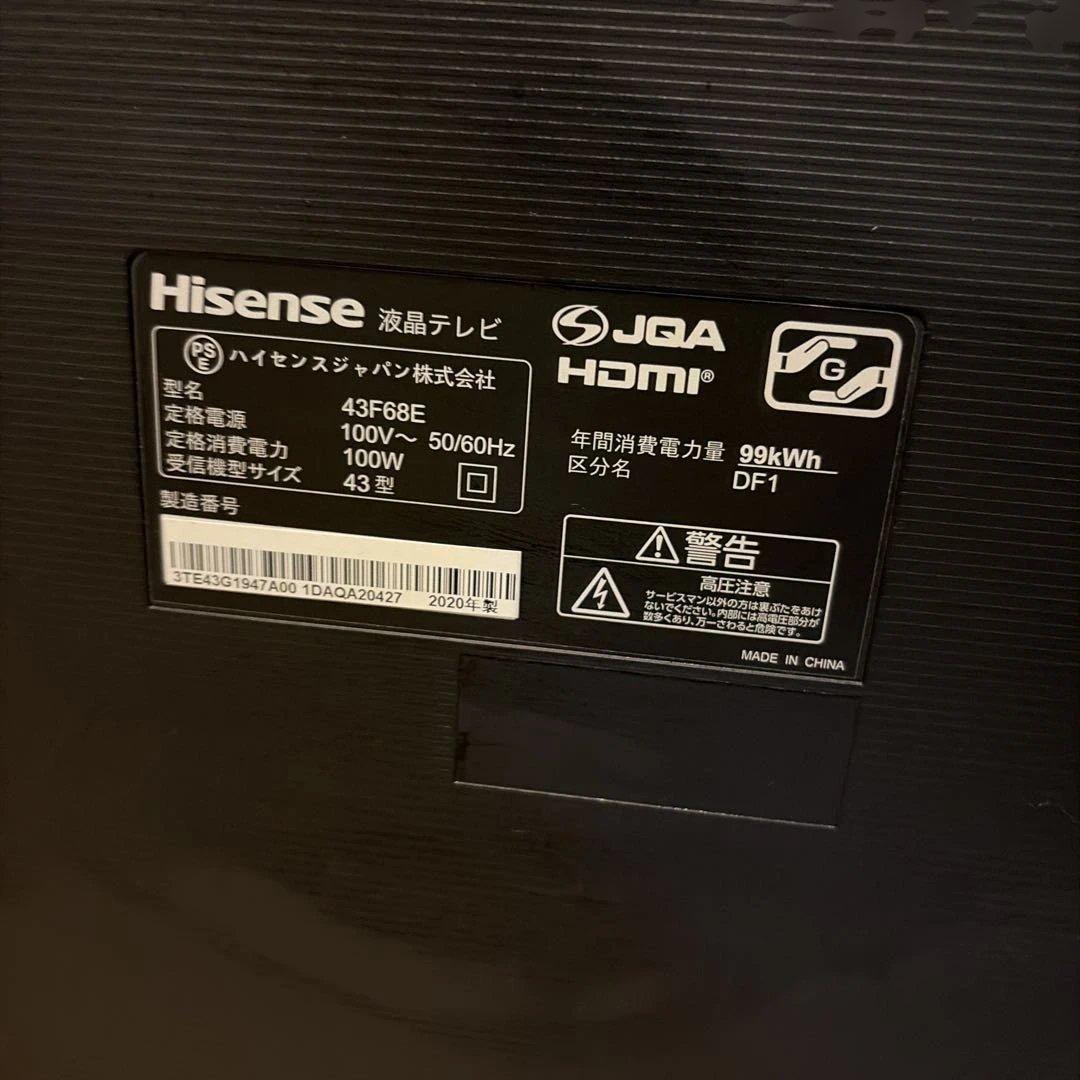 Hisense 液晶テレビ
PSE ハイセンスジャパン株式会社
型名 43F68E
定格電源 100V～ 50/60Hz
定格消費電力 100W
受信機型サイズ 43型
製造番号
3TE43G1947A00 1DAQA20427 2020年製
JQA
HDMI®
G
年間消費電力量 99kWh
区分名 DF1
警告
高圧注意
サービスマン以外の方は裏ぶたをあけ
ないでください。内部には高電圧部分が
数多くあり、万一さわると危険です。
MADE IN CHINA